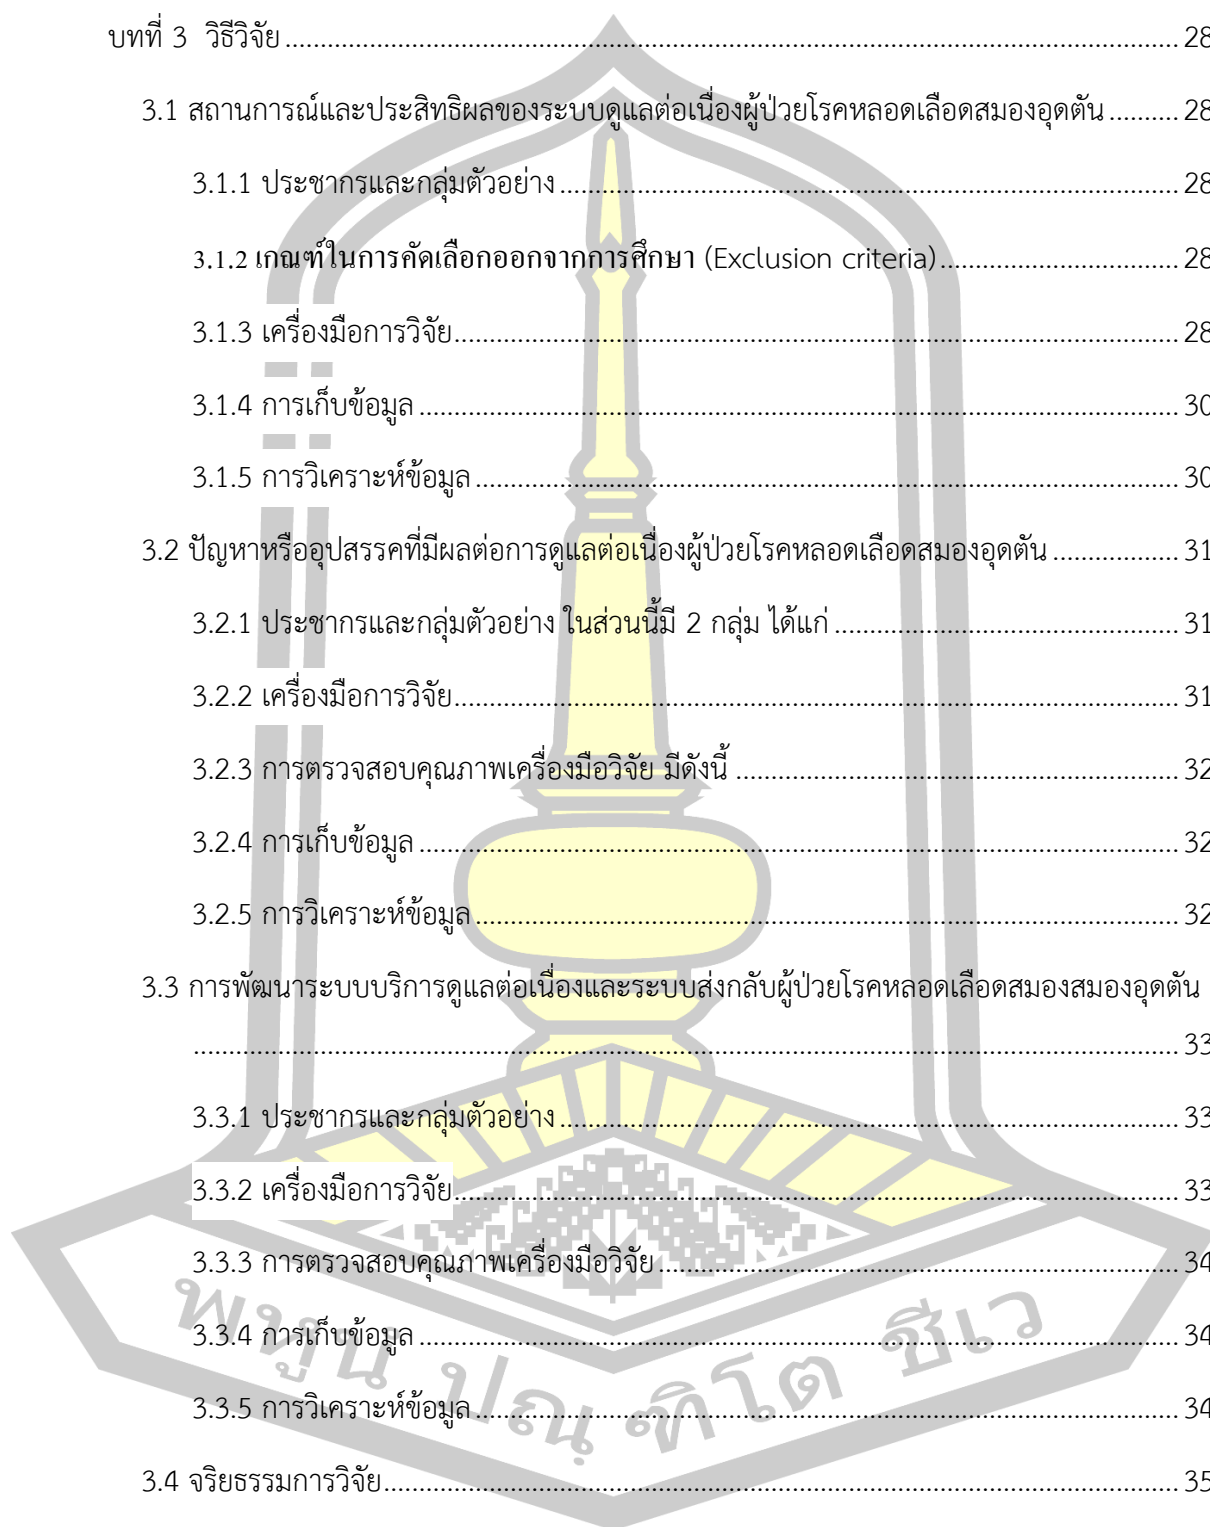 บทที่ 3  วิธีวิจัย ........................................................................ 28
3.1 สถานการณ์และประสิทธิผลของระบบดูแลต่อเนื่องผู้ป่วยโรคหลอดเลือดสมองอุดตัน .......... 28
3.1.1 ประชากรและกลุ่มตัวอย่าง ........................................................................ 28
3.1.2 เกณฑ์ในการคัดเลือกออกจากการศึกษา (Exclusion criteria) ........................................ 28
3.1.3 เครื่องมือการวิจัย ........................................................................ 28
3.1.4 การเก็บข้อมูล ........................................................................ 30
3.1.5 การวิเคราะห์ข้อมูล ........................................................................ 30
3.2 ปัญหาหรืออุปสรรคที่มีผลต่อการดูแลต่อเนื่องผู้ป่วยโรคหลอดเลือดสมองอุดตัน .................. 31
3.2.1 ประชากรและกลุ่มตัวอย่าง ในส่วนนี้มี 2 กลุ่ม ได้แก่ ................................................ 31
3.2.2 เครื่องมือการวิจัย ........................................................................ 31
3.2.3 การตรวจสอบคุณภาพเครื่องมือวิจัย มีดังนี้ ........................................................ 32
3.2.4 การเก็บข้อมูล ........................................................................ 32
3.2.5 การวิเคราะห์ข้อมูล ........................................................................ 32
3.3 การพัฒนาระบบบริการดูแลต่อเนื่องและระบบส่งกลับผู้ป่วยโรคหลอดเลือดสมองสมองอุดตัน
........................................................................ 33
3.3.1 ประชากรและกลุ่มตัวอย่าง ........................................................................ 33
3.3.2 เครื่องมือการวิจัย ........................................................................ 33
3.3.3 การตรวจสอบคุณภาพเครื่องมือวิจัย ................................................................ 34
3.3.4 การเก็บข้อมูล ........................................................................ 34
3.3.5 การวิเคราะห์ข้อมูล ........................................................................ 34
3.4 จริยธรรมการวิจัย ........................................................................ 35
พหูน ปณฺฑิโต ชีเว